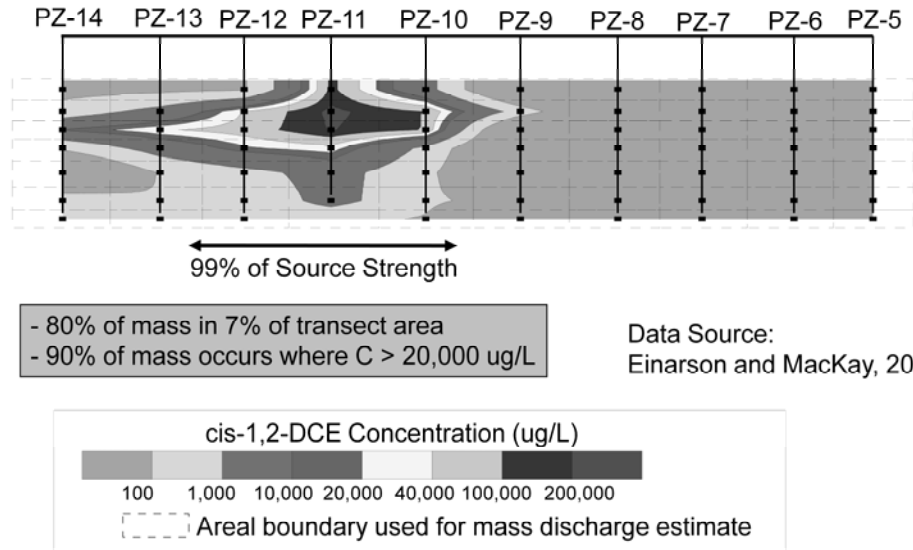 PZ-14 PZ-13 PZ-12 PZ-11 PZ-10 PZ-9 PZ-8 PZ-7 PZ-6 PZ-5
99% of Source Strength
- 80% of mass in 7% of transect area
- 90% of mass occurs where C > 20,000 ug/L
Data Source:
Einarson and MacKay, 20
cis-1,2-DCE Concentration (ug/L)
100 1,000 10,000 20,000 40,000 100,000 200,000
Areal boundary used for mass discharge estimate